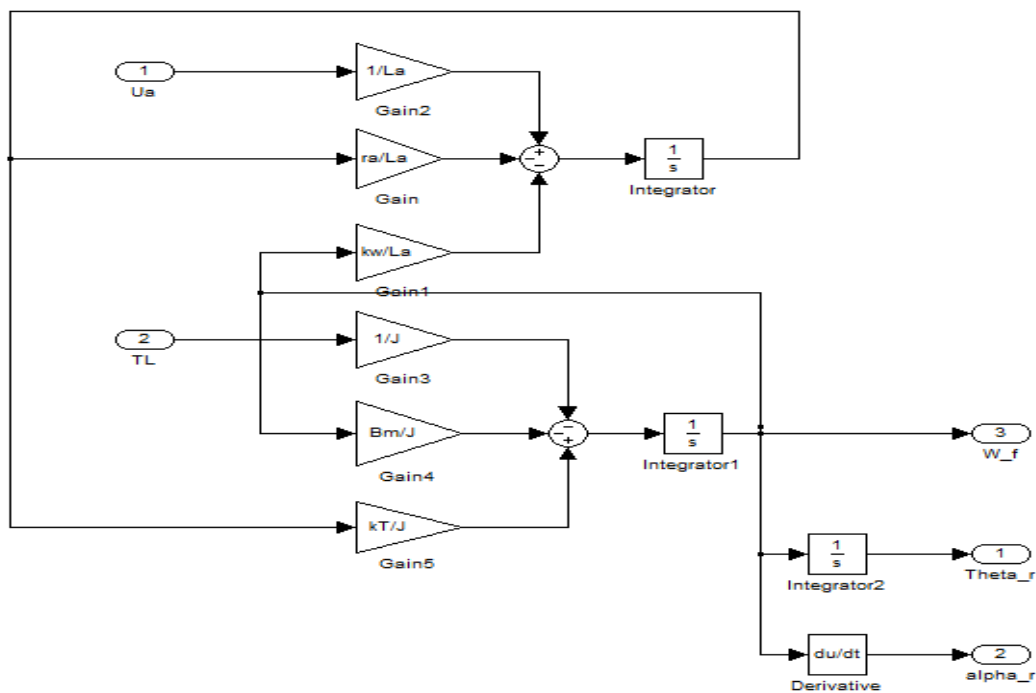 1
Ua
1/La
Gain2
ra/La
Gain
+
−
−
1
s
Integrator
kw/La
Gain1
2
TL
1/J
Gain3
Bm/J
Gain4
−
−
+
1
s
Integrator1
3
W_f
kT/J
Gain5
1
s
Integrator2
1
Theta_r
du/dt
Derivative
2
alpha_r